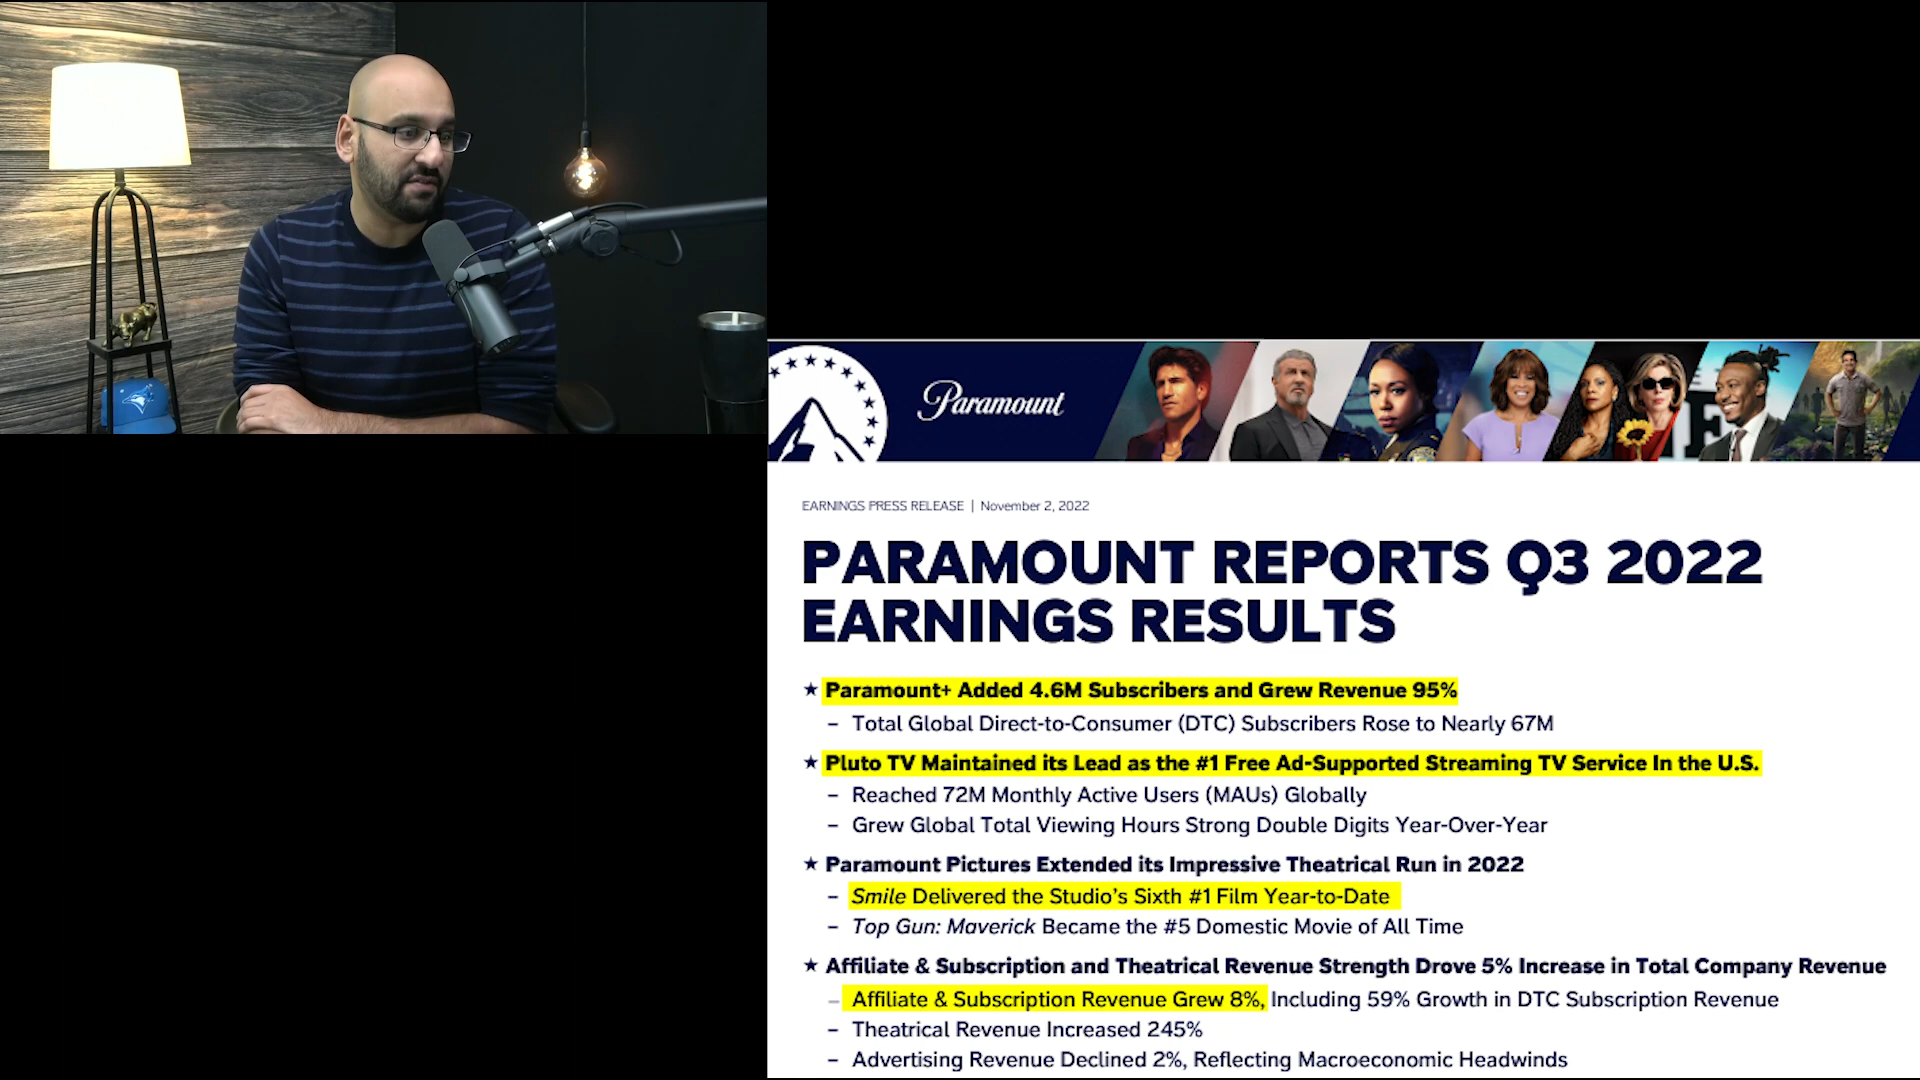 Paramount
EARNINGS PRESS RELEASE | November 2, 2022
PARAMOUNT REPORTS Q3 2022
EARNINGS RESULTS
★ Paramount+ Added 4.6M Subscribers and Grew Revenue 95%
– Total Global Direct-to-Consumer (DTC) Subscribers Rose to Nearly 67M
★ Pluto TV Maintained its Lead as the #1 Free Ad-Supported Streaming TV Service In the U.S.
– Reached 72M Monthly Active Users (MAUs) Globally
– Grew Global Total Viewing Hours Strong Double Digits Year-Over-Year
★ Paramount Pictures Extended its Impressive Theatrical Run in 2022
– Smile Delivered the Studio's Sixth #1 Film Year-to-Date
– Top Gun: Maverick Became the #5 Domestic Movie of All Time
★ Affiliate & Subscription and Theatrical Revenue Strength Drove 5% Increase in Total Company Revenue
– Affiliate & Subscription Revenue Grew 8%, Including 59% Growth in DTC Subscription Revenue
– Theatrical Revenue Increased 245%
– Advertising Revenue Declined 2%, Reflecting Macroeconomic Headwinds